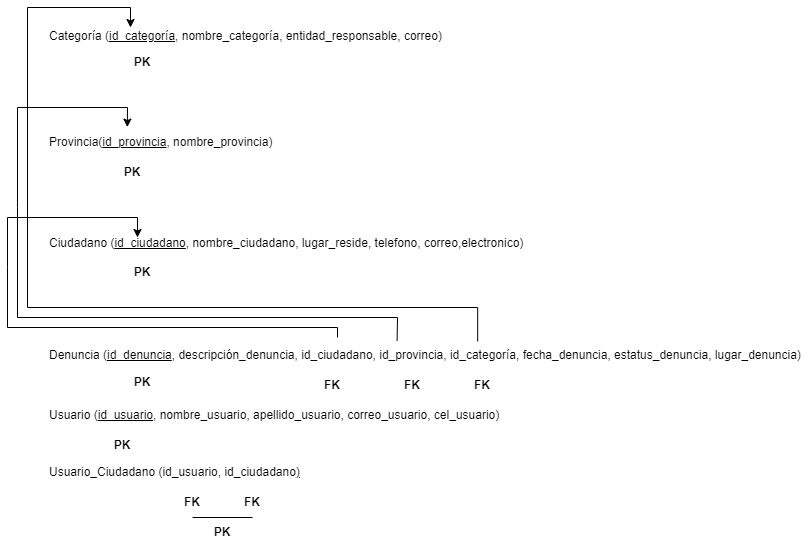 Categoría (id_categoría, nombre_categoría, entidad_responsable, correo)
PK
Provincia(id_provincia, nombre_provincia)
PK
Ciudadano (id_ciudadano, nombre_ciudadano, lugar_reside, telefono, correo,electronico)
PK
Denuncia (id_denuncia, descripción_denuncia, id_ciudadano, id_provincia, id_categoría, fecha_denuncia, estatus_denuncia, lugar_denuncia)
PK FK FK FK
Usuario (id_usuario, nombre_usuario, apellido_usuario, correo_usuario, cel_usuario)
PK
Usuario_Ciudadano (id_usuario, id_ciudadano)
FK FK
PK